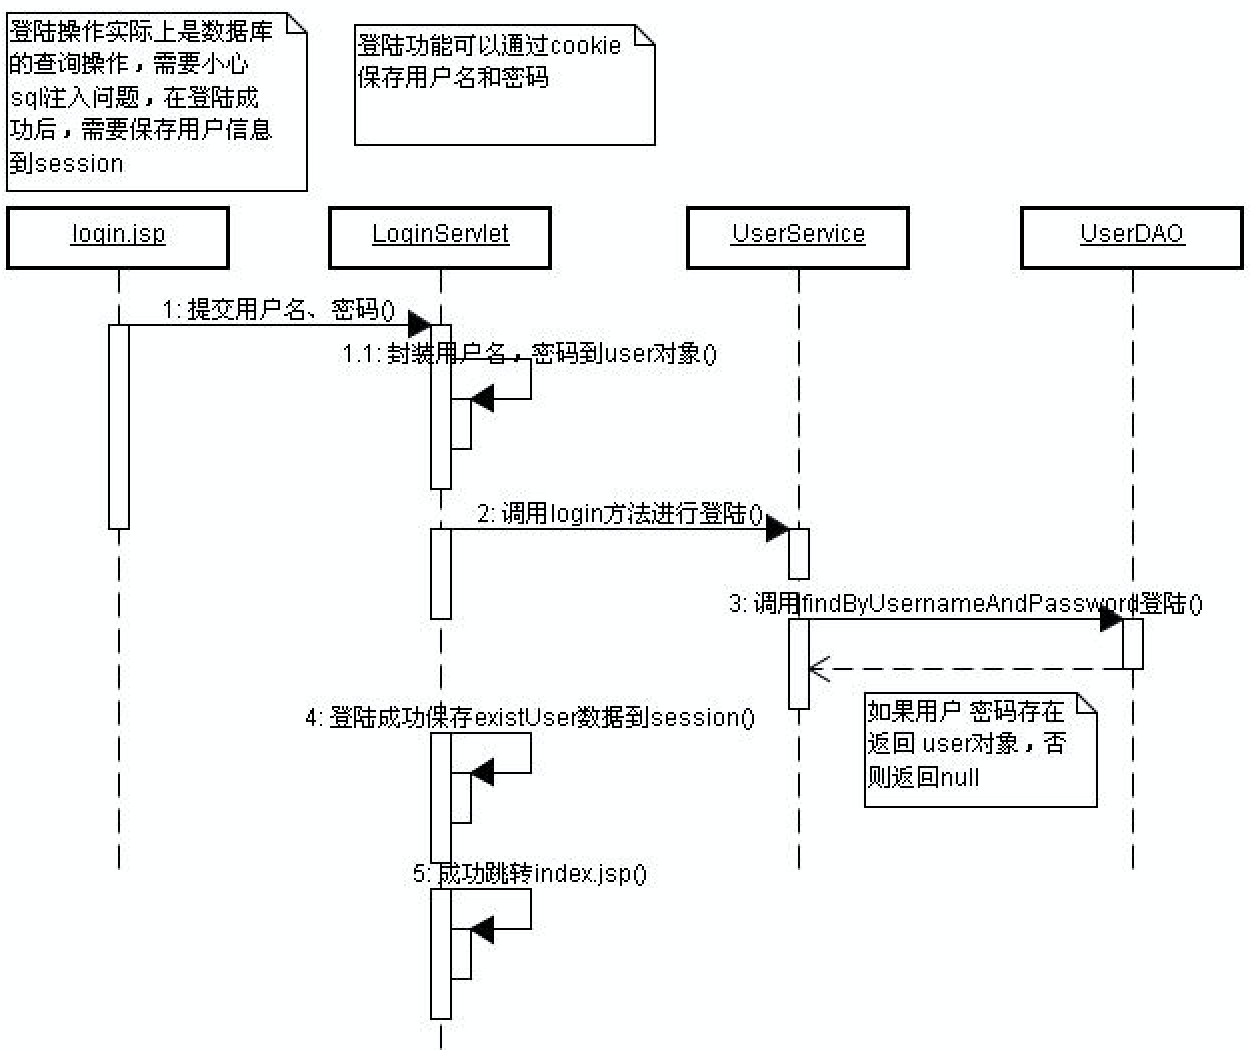 登陆操作实际上是数据库
的查询操作，需要小心
sql注入问题，在登陆成
功后，需要保存用户信息
到session
登陆功能可以通过cookie
保存用户名和密码
login.jsp
LoginServlet
UserService
UserDAO
1: 提交用户名、密码()
1.1: 封装用户名，密码到user对象()
2: 调用login方法进行登陆()
3: 调用findByUsernameAndPassword登陆()
如果用户 密码存在
返回 user对象，否
则返回null
4: 登陆成功保存existUser数据到session()
5: 成功跳转index.jsp()